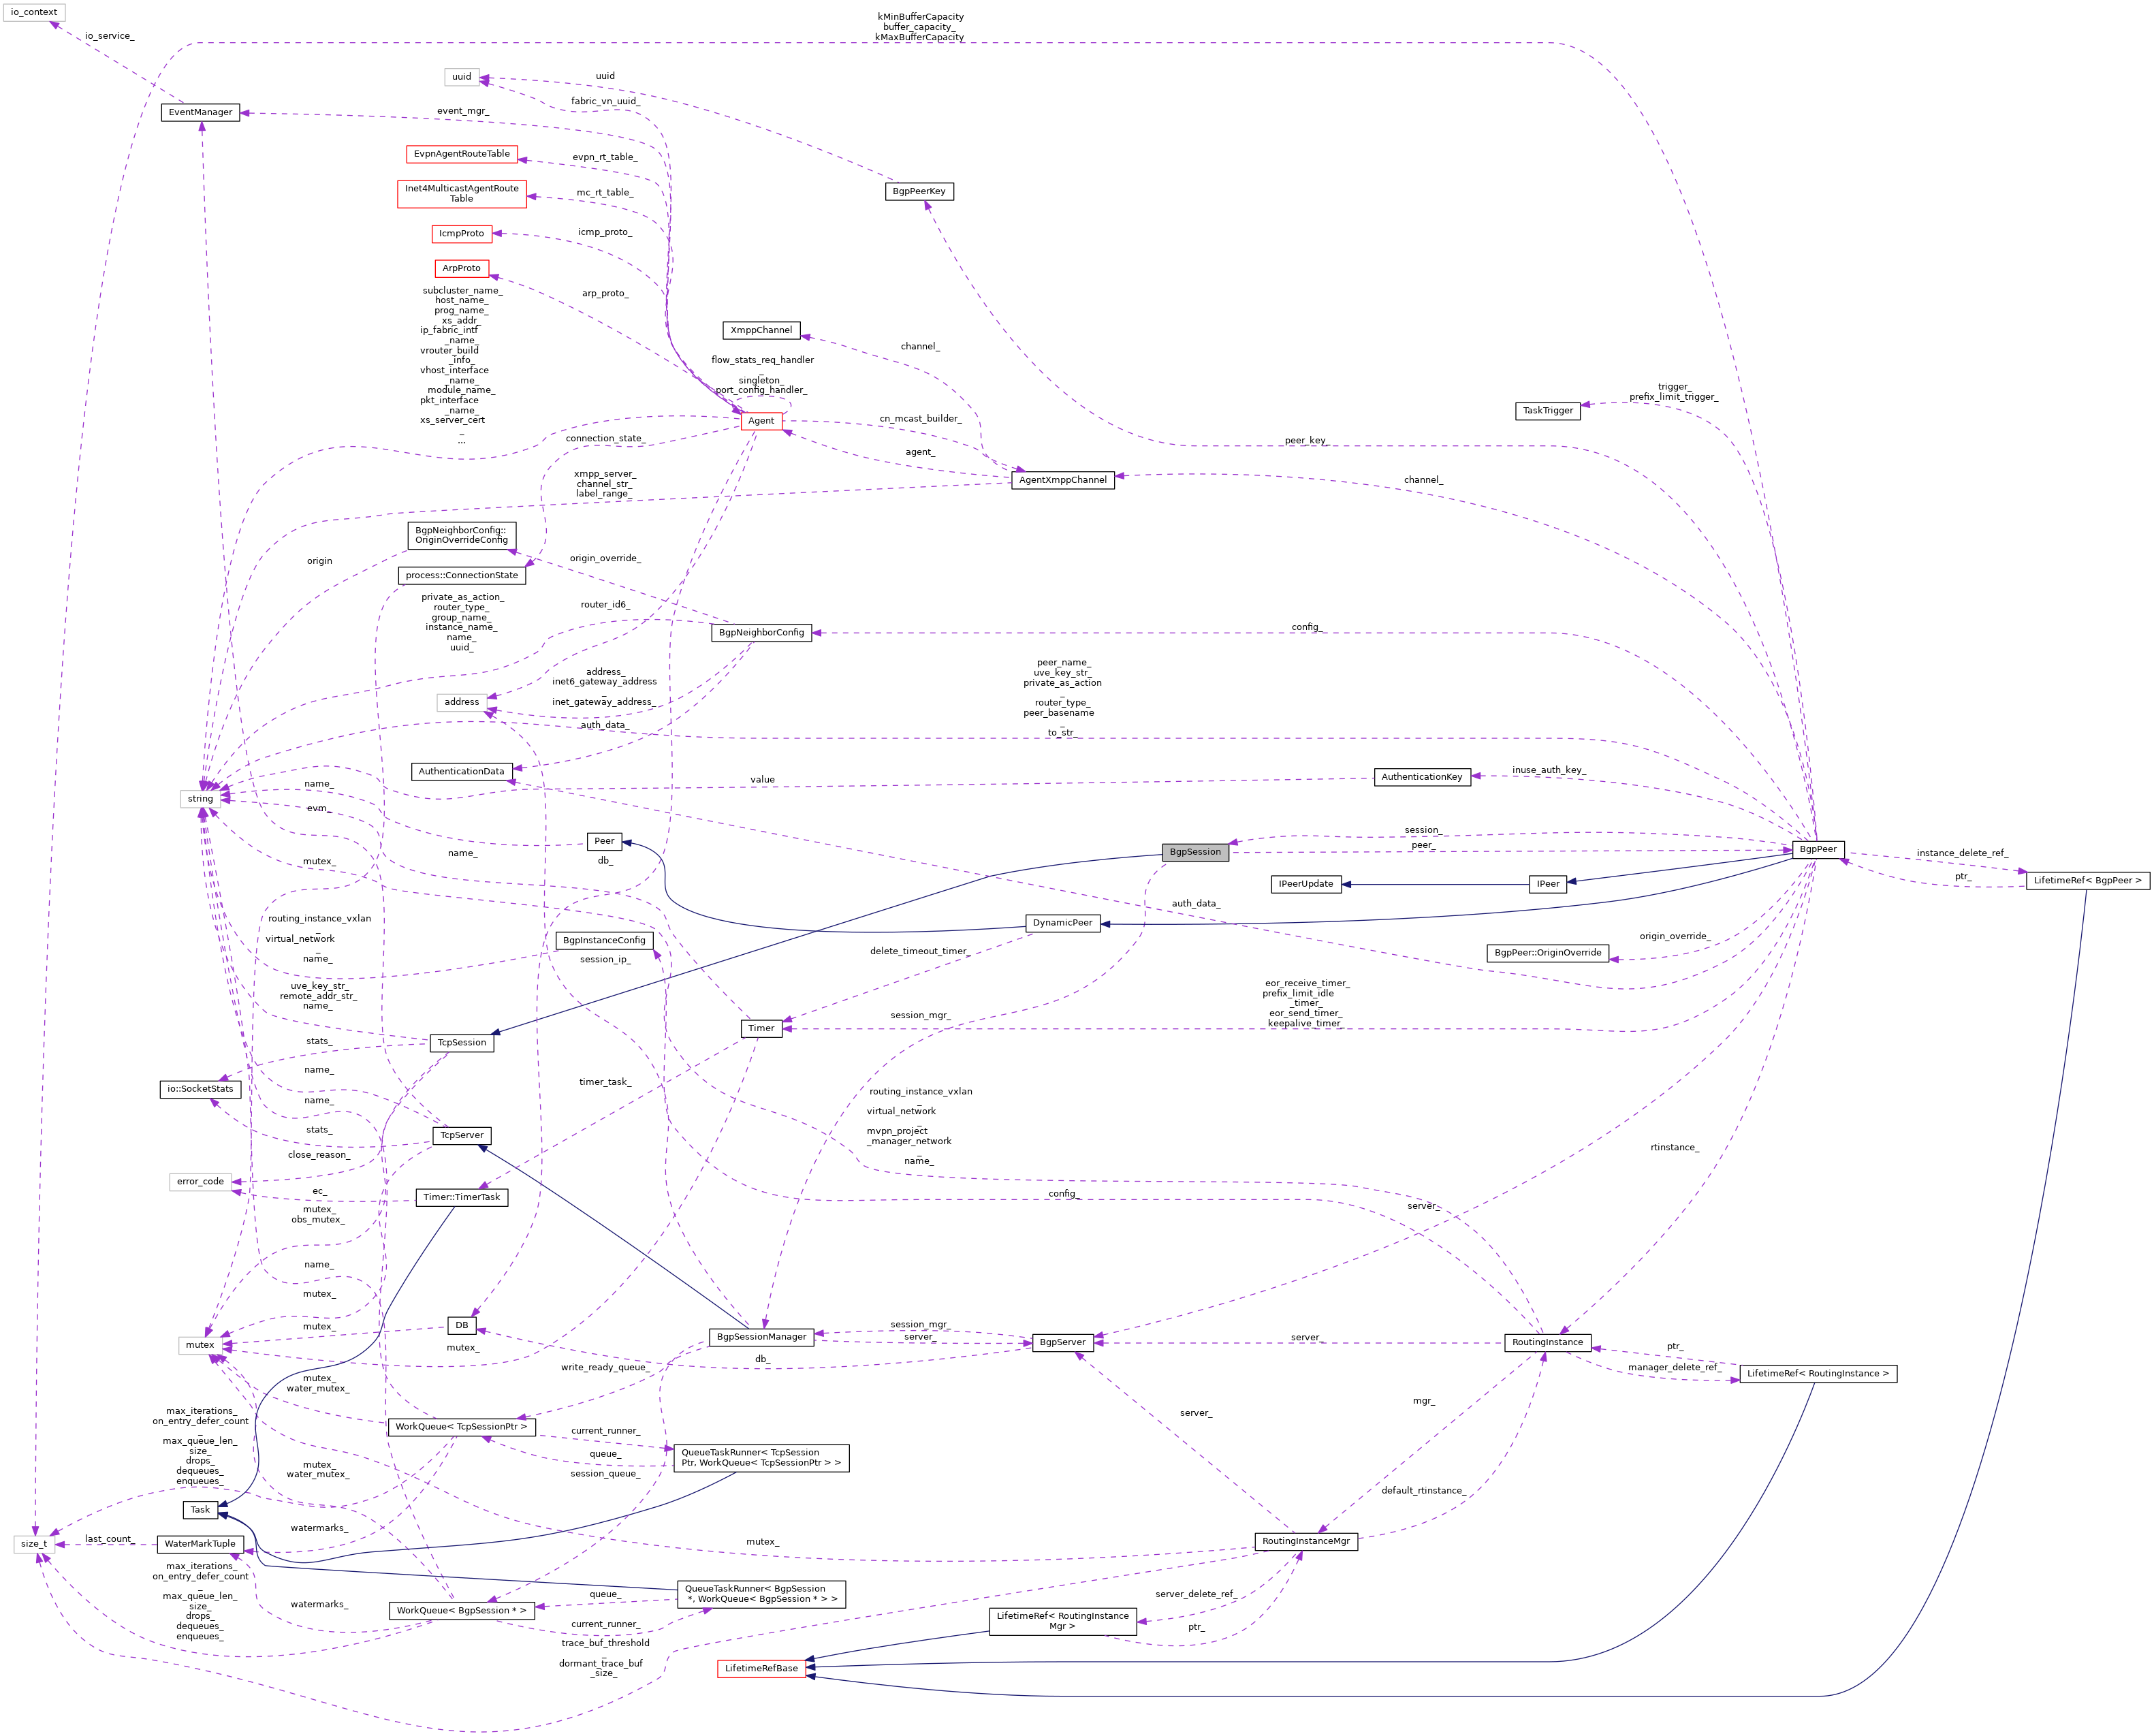 io_context
kMinBufferCapacity
buffer_capacity_
kMaxBufferCapacity
io_service_
uuid
uuid
fabric_vn_uuid_
EventManager
event_mgr_
EvpnAgentRouteTable
evpn_rt_table_
Inet4MulticastAgentRoute
Table
mc_rt_table_
BgpPeerKey
IcmpProto
icmp_proto_
ArpProto
arp_proto_
subcluster_name_
host_name_
prog_name_
xs_addr_
ip_fabric_intf
_name_
vrouter_build
_info_
vhost_interface
_name_
module_name_
pkt_interface
_name_
xs_server_cert
_
...
XmppChannel
channel_
flow_stats_req_handler
_
singleton_
port_config_handler_
trigger_
prefix_limit_trigger_
TaskTrigger
Agent
cn_mcast_builder_
connection_state_
peer_key_
agent_
AgentXmppChannel
channel_
xmpp_server_
channel_str_
label_range_
BgpNeighborConfig::
OriginOverrideConfig
origin
origin_override_
process::ConnectionState
private_as_action_
router_type_
group_name_
instance_name_
name_
uuid_
router_id6_
BgpNeighborConfig
config_
address_
inet6_gateway_address
_
inet_gateway_address_
address
peer_name_
uve_key_str_
private_as_action
_
router_type_
peer_basename
_
to_str_
auth_data_
AuthenticationData
value
AuthenticationKey
inuse_auth_key_
string
name_
evm_
Peer
name_
db_
mutex_
BgpSession
session_
peer_
BgpPeer
instance_delete_ref_
ptr_
LifetimeRef< BgpPeer >
IPeerUpdate
IPeer
auth_data_
DynamicPeer
routing_instance_vxlan
_
virtual_network
_
name_
BgpInstanceConfig
session_ip_
delete_timeout_timer_
origin_override_
BgpPeer::OriginOverride
uve_key_str_
remote_addr_str_
name_
eor_receive_timer_
prefix_limit_idle
_timer_
eor_send_timer_
keepalive_timer_
session_mgr_
Timer
TcpSession
stats_
name_
io::SocketStats
timer_task_
name_
routing_instance_vxlan
_
virtual_network
_
mvpn_project
_manager_network
_
name_
stats_
TcpServer
close_reason_
rtinstance_
error_code
ec_
Timer::TimerTask
config_
server_
mutex_
obs_mutex_
name_
mutex_
DB
mutex_
mutex
mutex_
BgpSessionManager
session_mgr_
server_
BgpServer
server_
RoutingInstance
db_
ptr_
manager_delete_ref_
LifetimeRef< RoutingInstance >
write_ready_queue_
mutex_
water_mutex_
mgr_
server_
max_iterations_
on_entry_defer_count
_
max_queue_len_
size_
drops_
dequeues_
enqueues_
WorkQueue< TcpSessionPtr >
current_runner_
queue_
QueueTaskRunner< TcpSession
Ptr, WorkQueue< TcpSessionPtr > >
mutex_
water_mutex_
session_queue_
default_rtinstance_
Task
watermarks_
size_t
last_count_
WaterMarkTuple
mutex_
RoutingInstanceMgr
max_iterations_
on_entry_defer_count
_
max_queue_len_
size_
drops_
dequeues_
enqueues_
watermarks_
WorkQueue< BgpSession * >
queue_
current_runner_
QueueTaskRunner< BgpSession
*, WorkQueue< BgpSession * > >
server_delete_ref_
LifetimeRef< RoutingInstance
Mgr >
ptr_
trace_buf_threshold
_
dormant_trace_buf
_size_
LifetimeRefBase